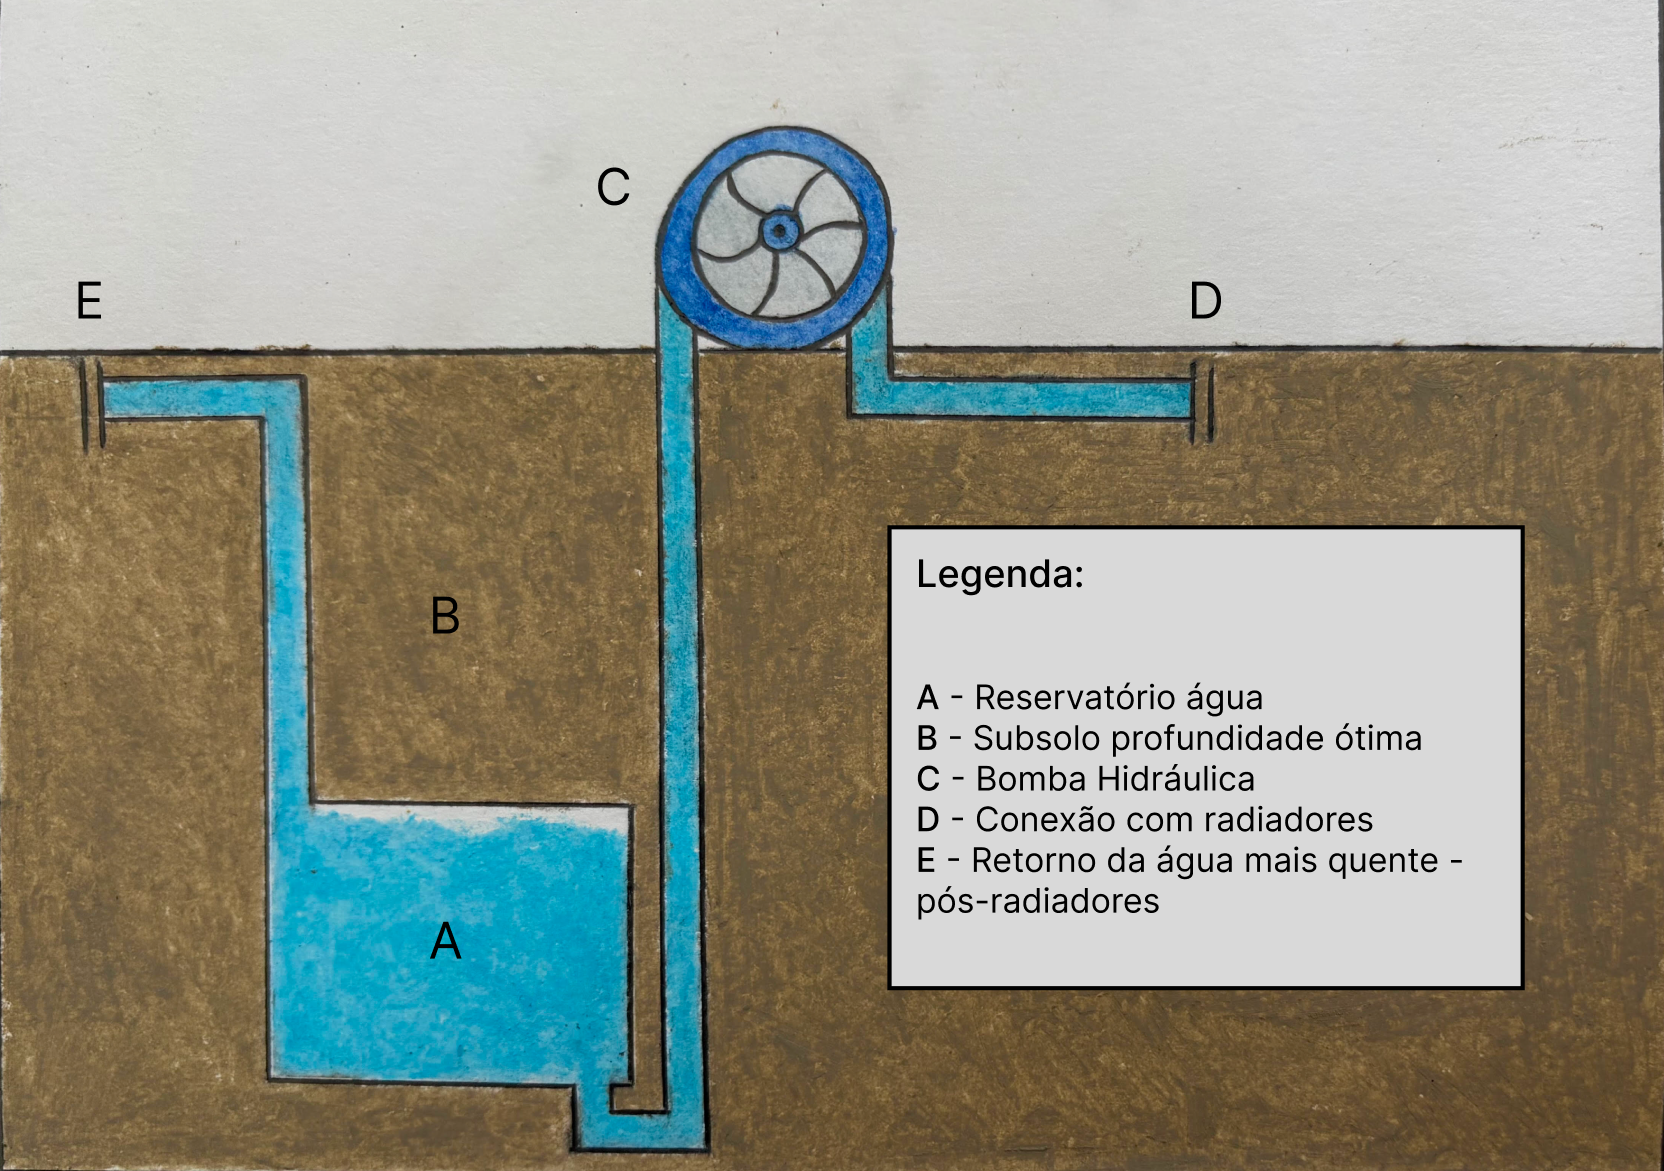 C
E
D
B
A
Legenda:
A - Reservatório água
B - Subsolo profundidade ótima
C - Bomba Hidráulica
D - Conexão com radiadores
E - Retorno da água mais quente -
pós-radiadores